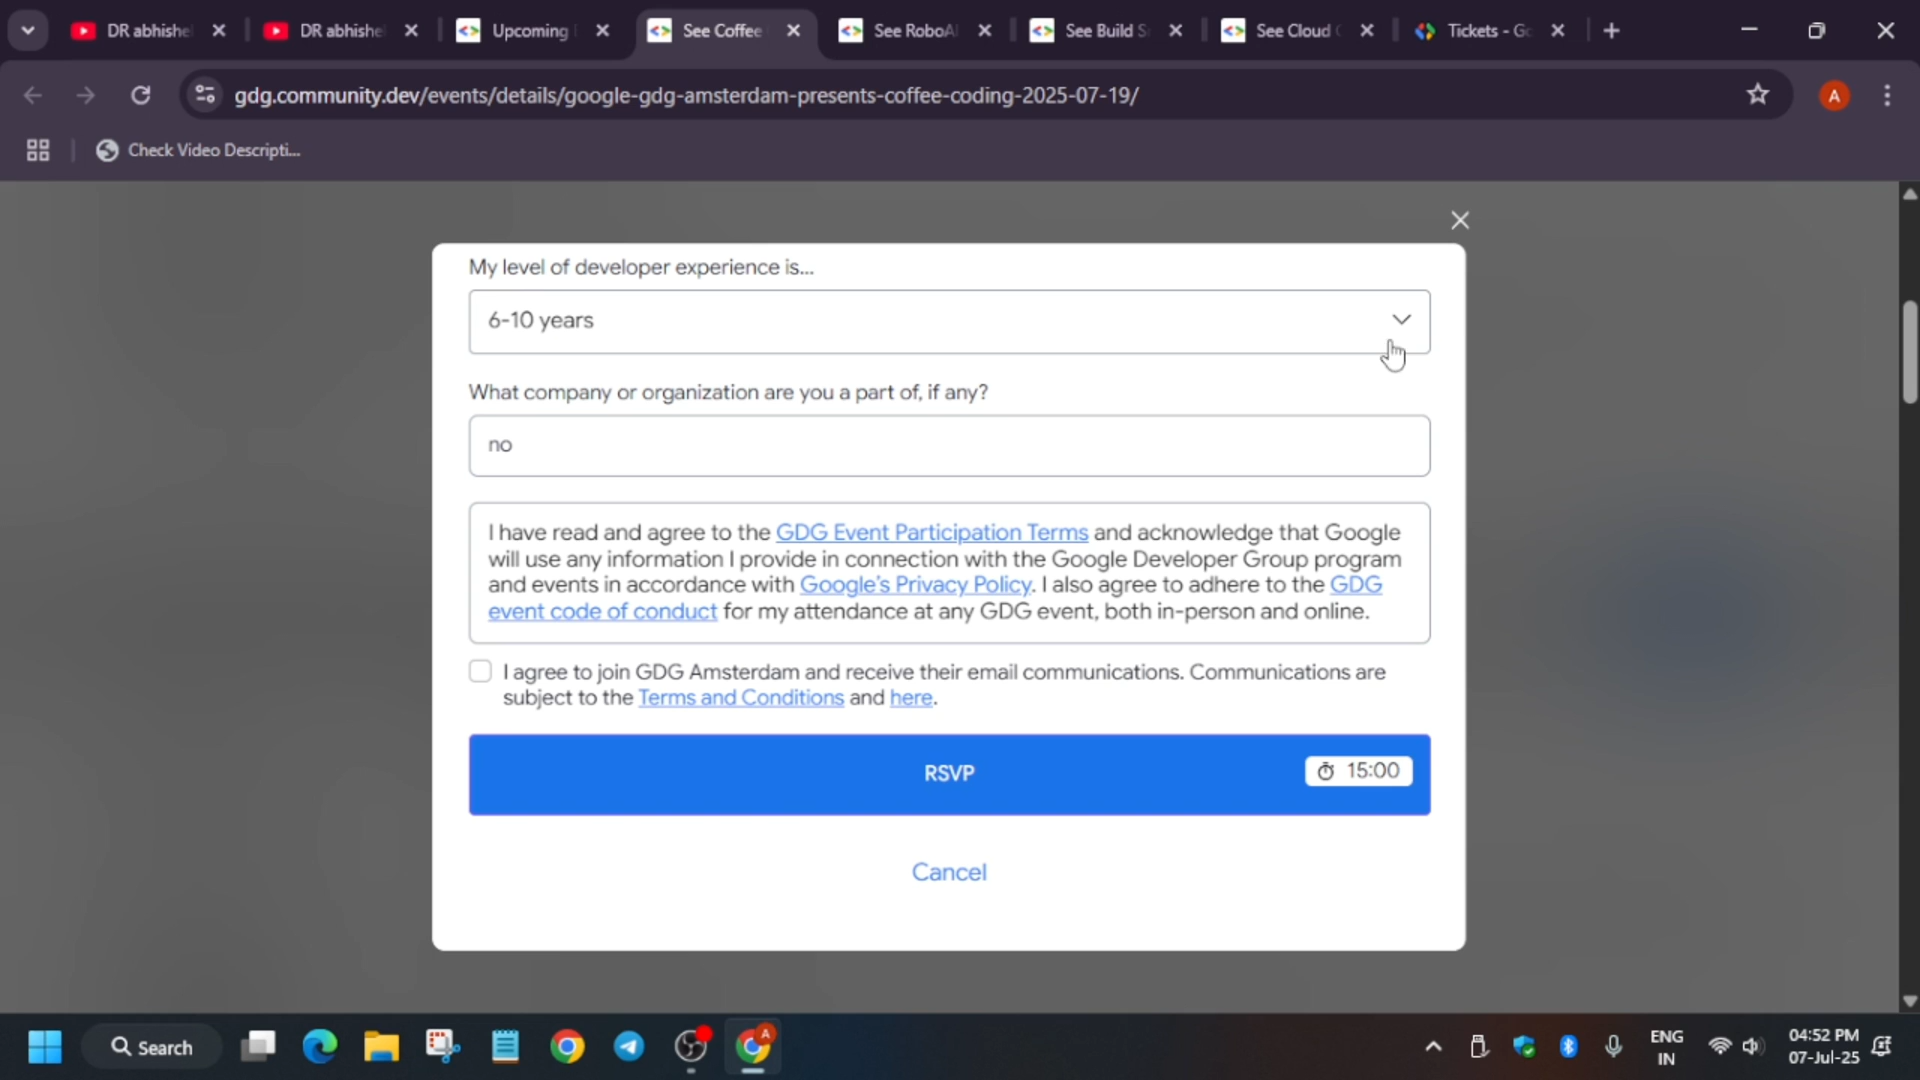 DR abhishe
DR abhishe
Upcoming
See Coffee
See RoboA
See Build S
See Cloud
Tickets - Go
gdg.community.dev/events/details/google-gdg-amsterdam-presents-coffee-coding-2025-07-19/
A
Check Video Descripti...
My level of developer experience is...
6-10 years
What company or organization are you a part of, if any?
no
I have read and agree to the GDG Event Participation Terms and acknowledge that Google
will use any information I provide in connection with the Google Developer Group program
and events in accordance with Google's Privacy Policy. I also agree to adhere to the GDG
event code of conduct for my attendance at any GDG event, both in-person and online.
I agree to join GDG Amsterdam and receive their email communications. Communications are
subject to the Terms and Conditions and here.
RSVP
15:00
Cancel
Search
A
ENG
IN
04:52 PM
07-Jul-25